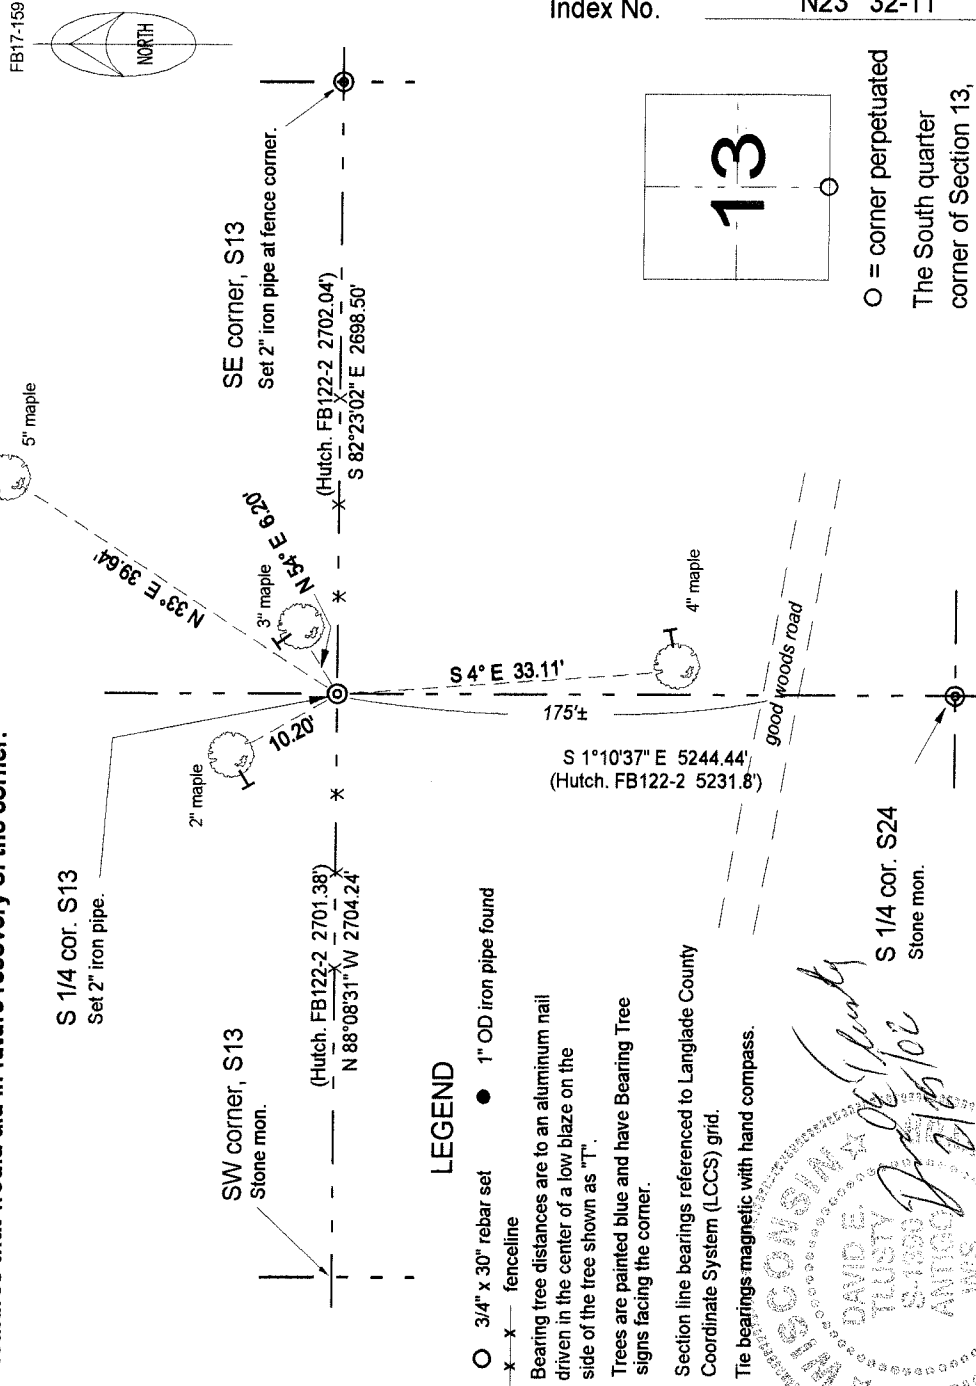 FB17-159
NORTH
Index No.
N23 32-11
5" maple
SE corner, S13
Set 2" iron pipe at fence corner.
N 33° E 39.64'
(Hutch. FB122-2 2702.04')
S 82°23'02" E 2698.50'
N 54° E 6.20'
3" maple
13
O = corner perpetuated
The South quarter
corner of Section 13,
S 1/4 cor. S13
Set 2" iron pipe.
2" maple
10.20'
S 4° E 33.11'
4" maple
175'±
good woods road
S 1°10'37" E 5244.44'
(Hutch. FB122-2 5231.8')
S 1/4 cor. S24
Stone mon.
SW corner, S13
Stone mon.
(Hutch. FB122-2 2701.38')
N 88°08'31" W 2704.24'
LEGEND
3/4" x 30" rebar set
1" OD iron pipe found
x x fenceline
Bearing tree distances are to an aluminum nail
driven in the center of a low blaze on the
side of the tree shown as "T".
Trees are painted blue and have Bearing Tree
signs facing the corner.
Section line bearings referenced to Langlade County
Coordinate System (LCCS) grid.
Tie bearings magnetic with hand compass.
WISCONSIN
DAVID E.
TLUSTY
ANTIGO
WIS.